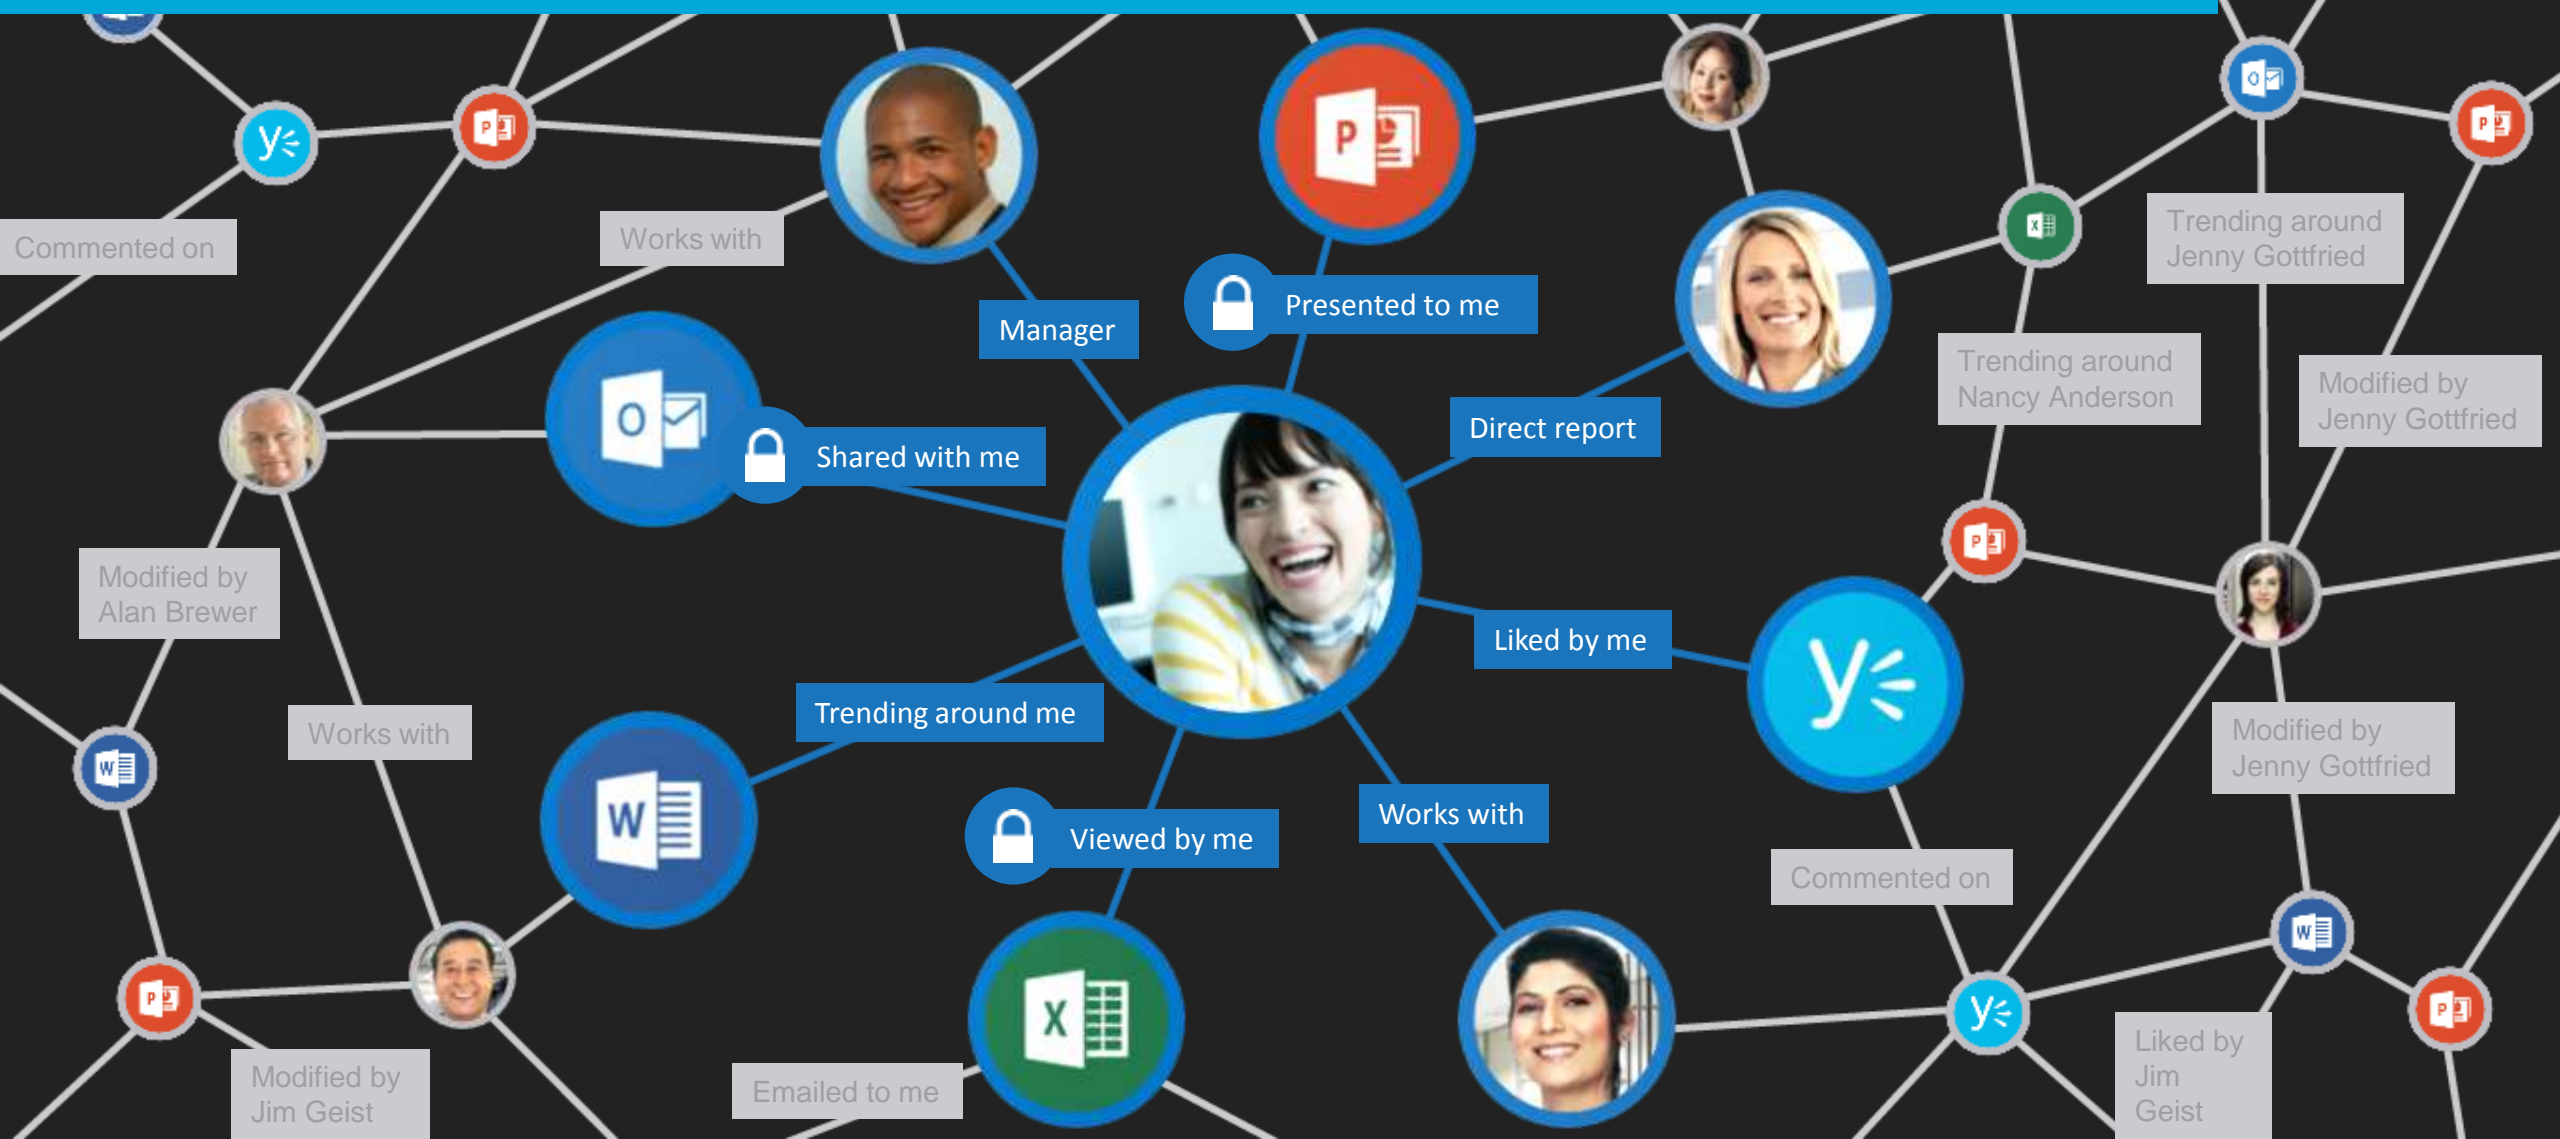 P
O
P
y
P
X
Trending around
Jenny Gottfried
Commented on
Works with
Presented to me
Manager
Trending around
Nancy Anderson
Modified by
Jenny Gottfried
O
Direct report
Shared with me
P
Modified by
Alan Brewer
Liked by me
y
Trending around me
Works with
Modified by
Jenny Gottfried
W
W
Viewed by me
Works with
Commented on
W
P
X
y
P
Emailed to me
Modified by
Jim Geist
Liked by
Jim
Geist